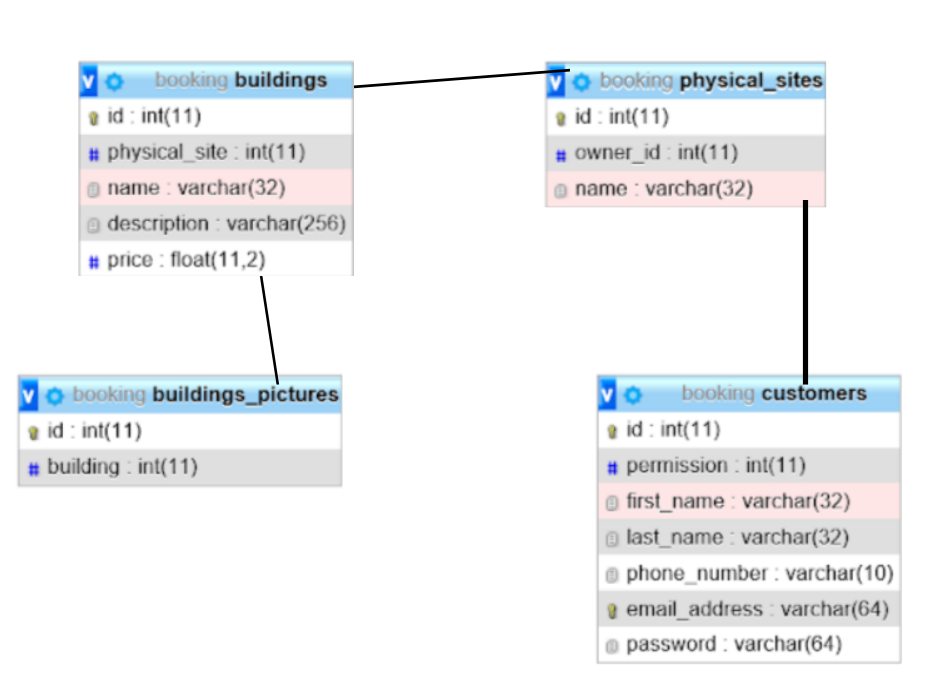 booking buildings
id : int(11)
physical_site : int(11)
name : varchar(32)
description : varchar(256)
price : float(11,2)
booking physical_sites
id : int(11)
owner_id : int(11)
name : varchar(32)
booking buildings_pictures
id : int(11)
building : int(11)
booking customers
id : int(11)
permission : int(11)
first_name : varchar(32)
last_name : varchar(32)
phone_number : varchar(10)
email_address : varchar(64)
password : varchar(64)